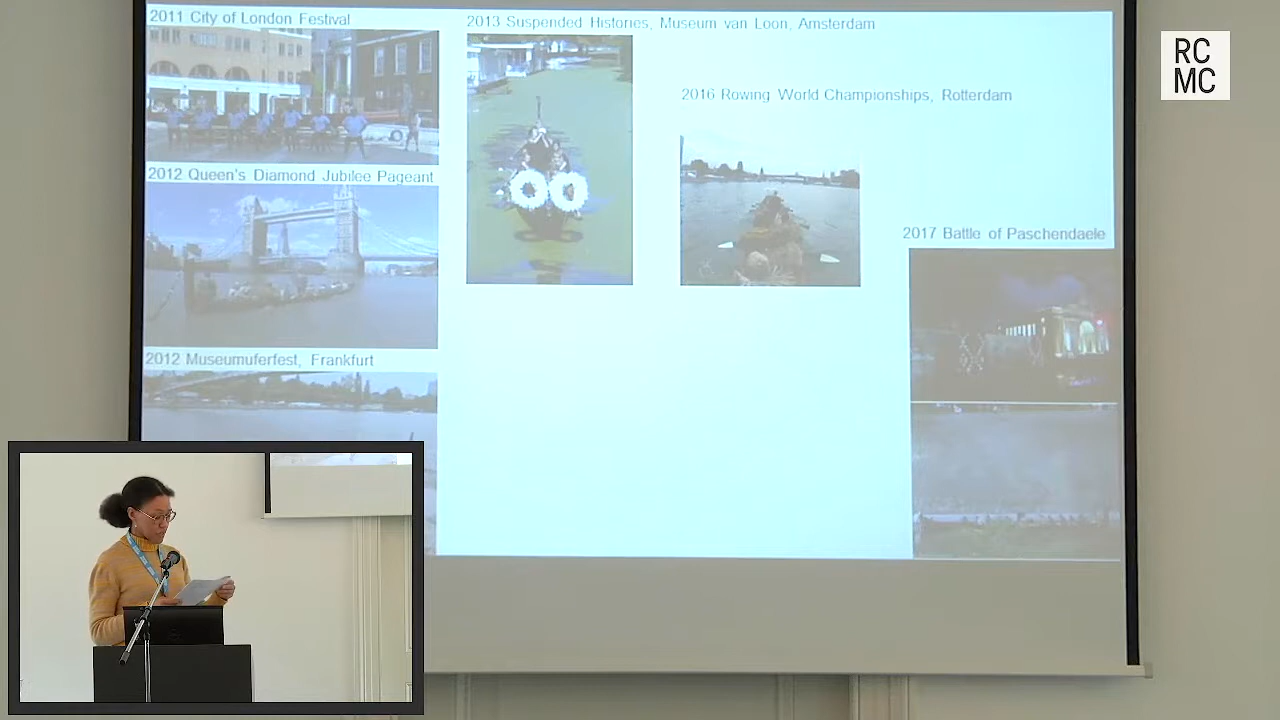 2011 City of London Festival
2013 Suspended Histories, Museum van Loon, Amsterdam
RC
MC
2016 Rowing World Championships, Rotterdam
2012 Queen's Diamond Jubilee Pageant
2017 Battle of Paschendaele
2012 Museumuferfest, Frankfurt